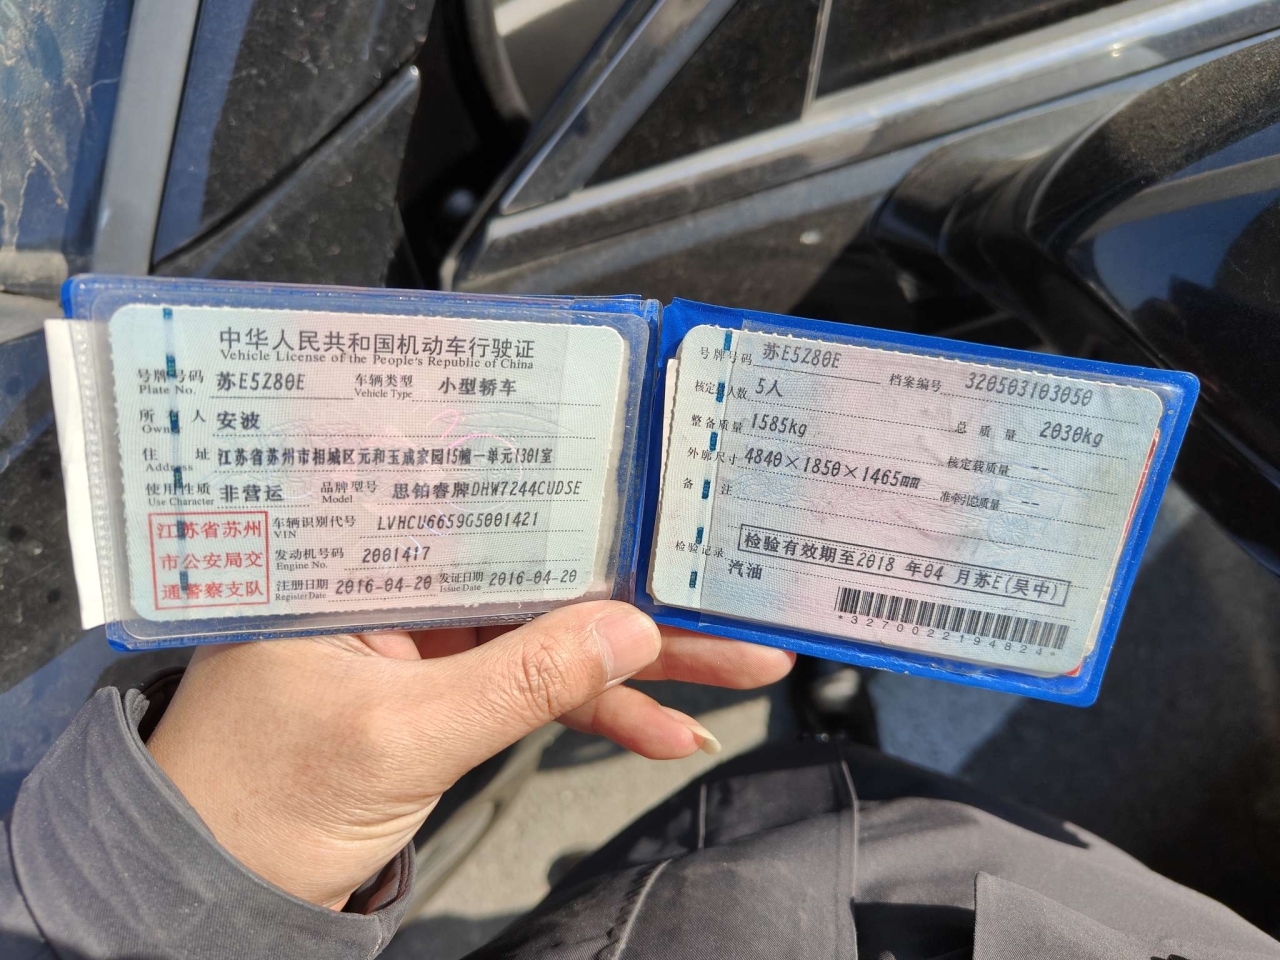 中华人民共和国机动车行驶证
Vehicle License of the People's Republic of China
号牌号码 苏E5Z80E 车辆类型 小型轿车
Plate No. Vehicle Type
所有人 安波
Owner
住址 江苏省苏州市相城区元和玉成家园15幢一单元1301室
Address
使用性质 非营运 品牌型号 思铂睿牌DHW7244CUDSE
Use Character Model
江苏省苏州
市公安局交
通警察支队
车辆识别代号 LVHCU6659G5001421
VIN
发动机号码 2001417
Engine No.
注册日期 2016-04-20 发证日期 2016-04-20
Register Date Issue Date
号牌号码 苏E5Z80E 档案编号 320503103050
核定人数 5人
整备质量 1585kg 总质量 2030kg
外廓尺寸 4840×1850×1465mm 核定载质量 --
备注 准牵引总质量 --
检验有效期至2018 年04 月苏E(吴中)
检验记录
汽油
*3270022194824*